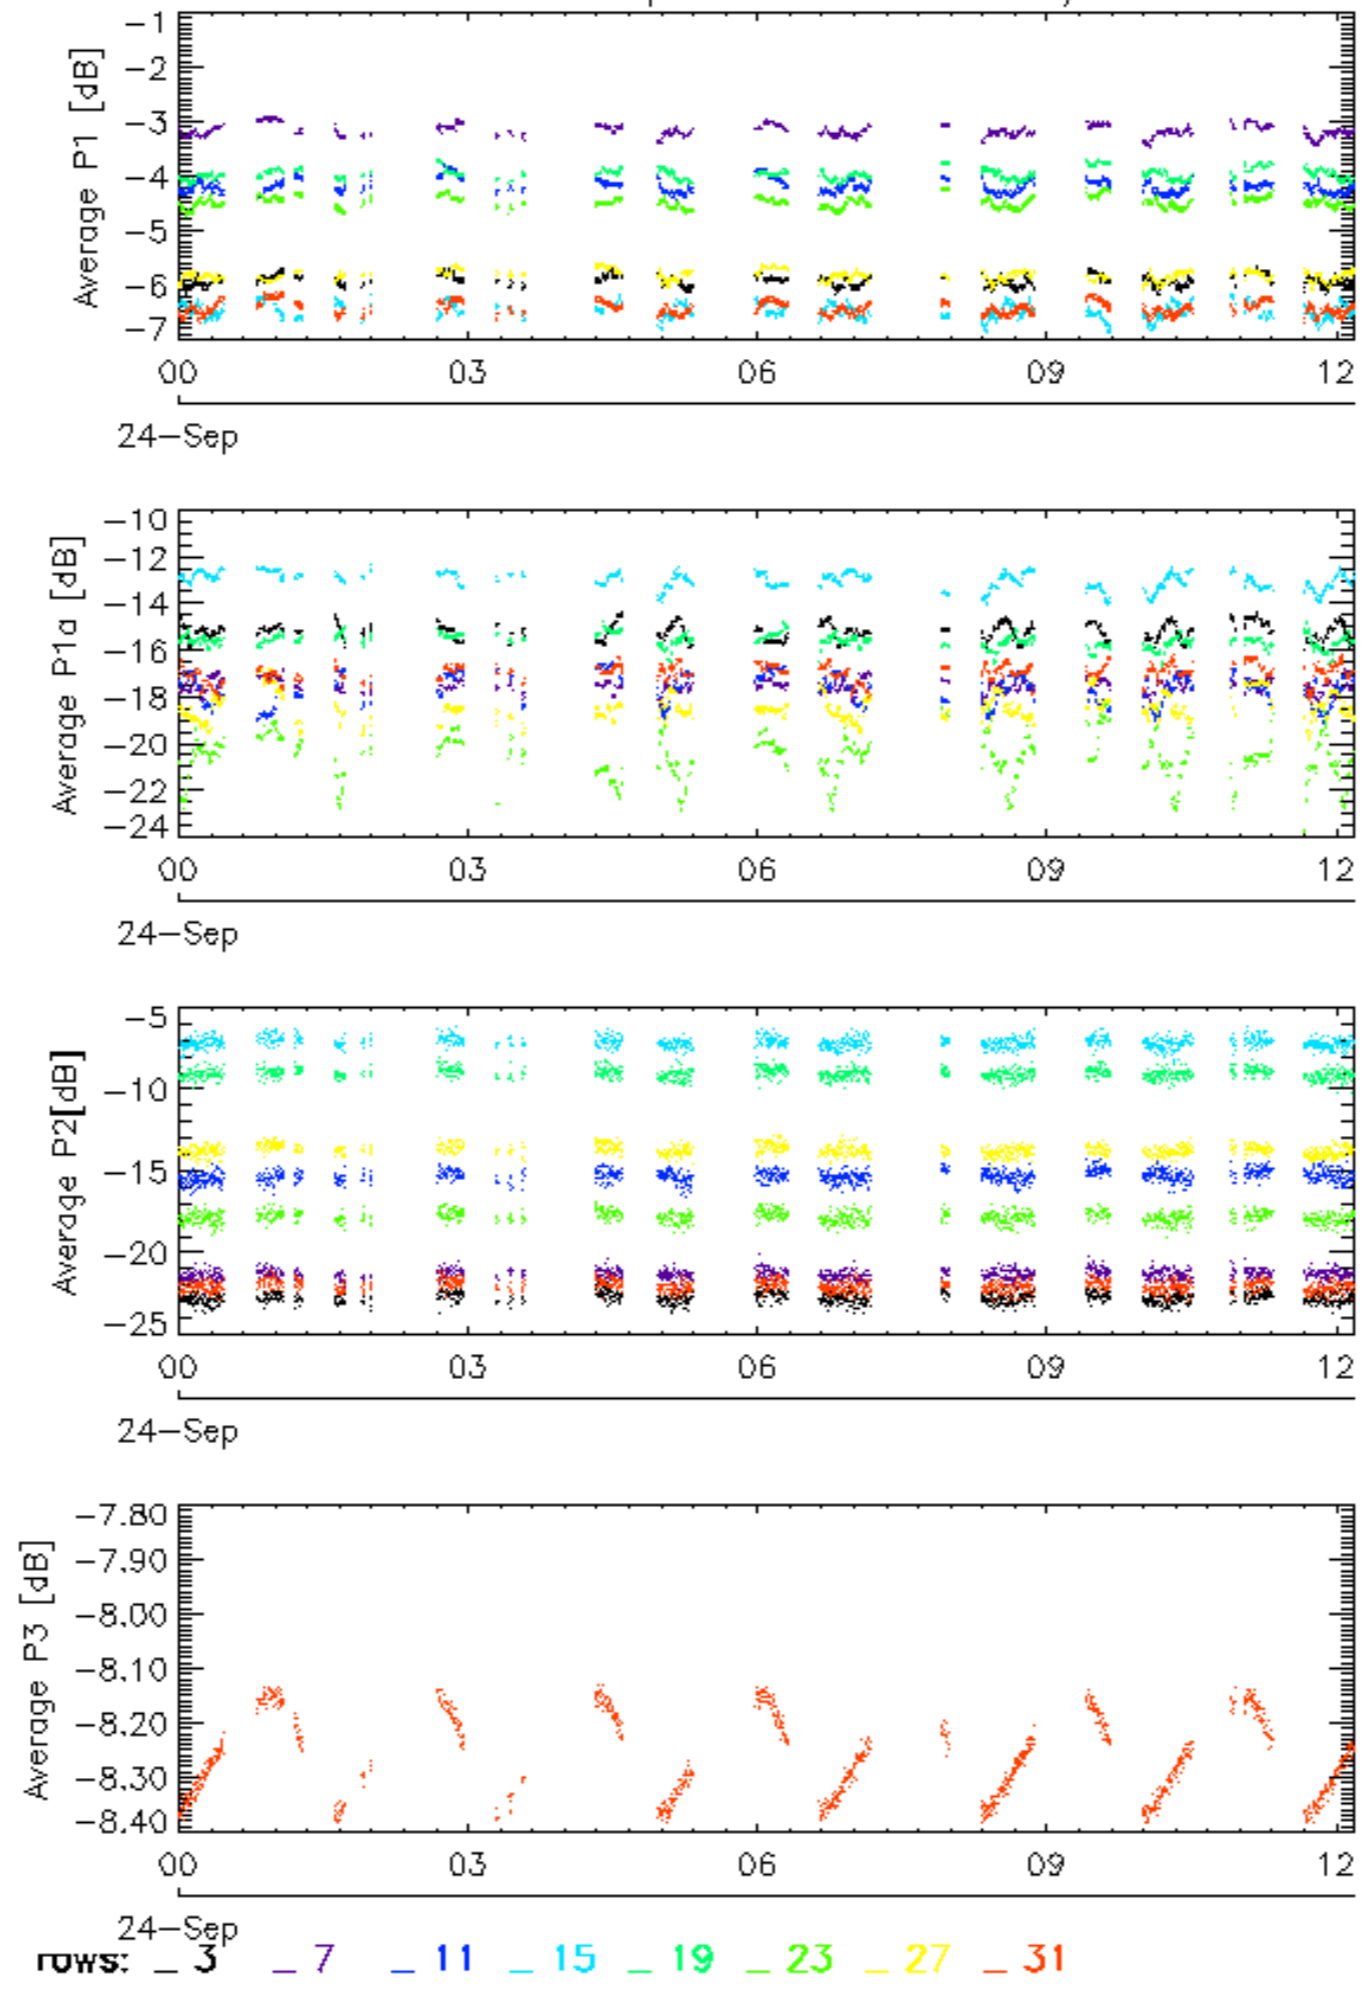 Average P1 [dB]
-1
-2
-3
-4
-5
-6
-7
00 03 06 09 12
24-Sep
Average P1a [dB]
-10
-12
-14
-16
-18
-20
-22
-24
00 03 06 09 12
24-Sep
Average P2[dB]
-5
-10
-15
-20
-25
00 03 06 09 12
24-Sep
Average P3 [dB]
-7.80
-7.90
-8.00
-8.10
-8.20
-8.30
-8.40
00 03 06 09 12
24-Sep
rows: _ 3 _ 7 _ 11 _ 15 _ 19 _ 23 _ 27 _ 31